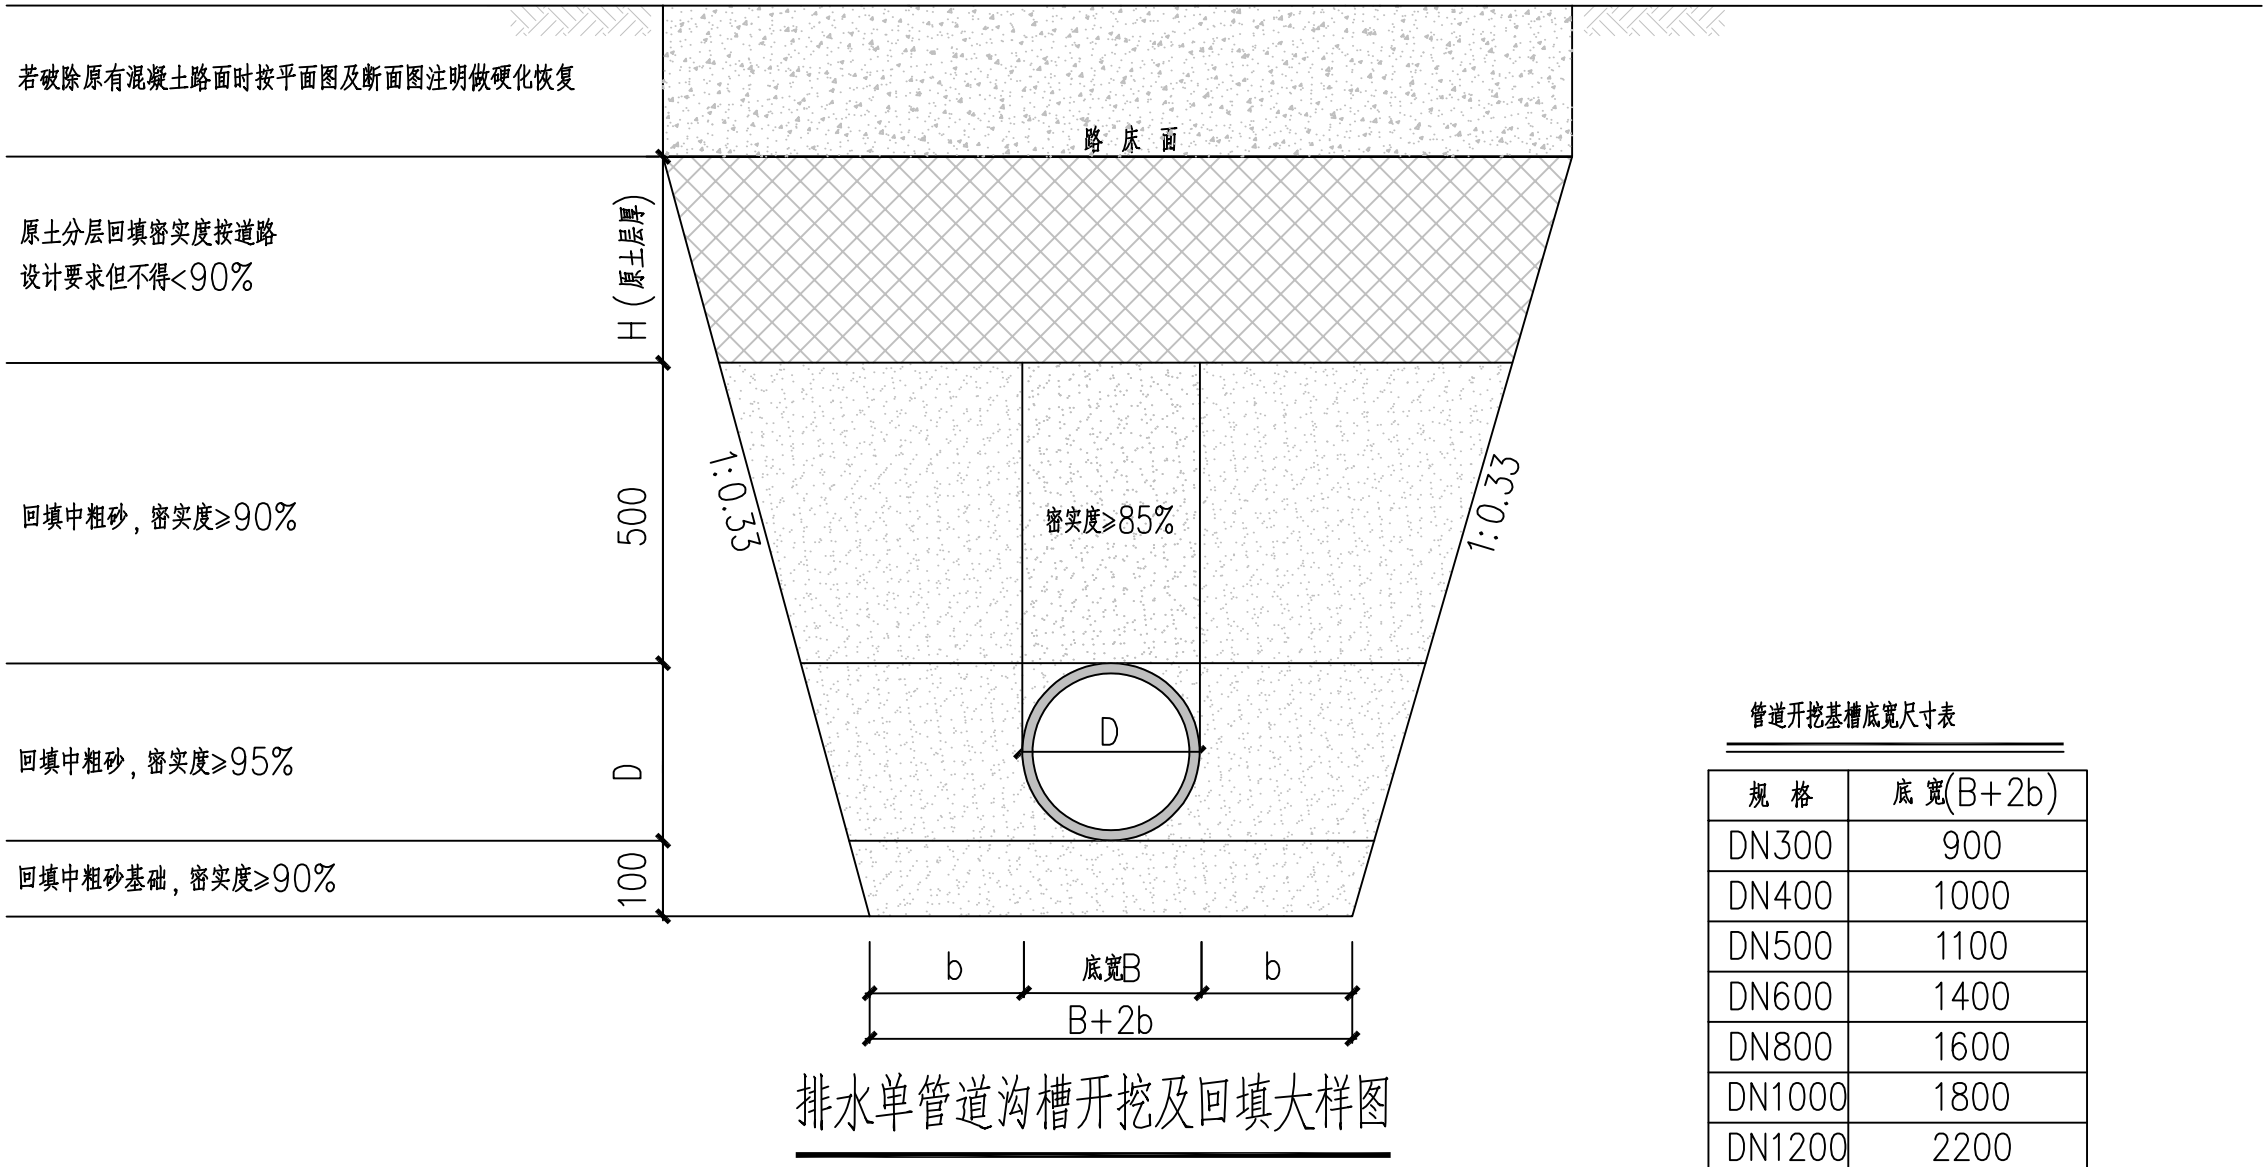 若破除原有混凝土路面时按平面图及断面图注明做硬化恢复
路床面
原土分层回填密实度按道路
设计要求但不得<90%
H(原土层厚)
回填中粗砂,密实度≥90%
500
1:0.33
密实度≥85%
1:0.33
回填中粗砂,密实度≥95%
D
D
回填中粗砂基础,密实度≥90%
100
b
底宽B
b
B+2b
排水单管道沟槽开挖及回填大样图
管道开挖基槽底宽尺寸表
规格 底宽(B+2b)
DN300 900
DN400 1000
DN500 1100
DN600 1400
DN800 1600
DN1000 1800
DN1200 2200